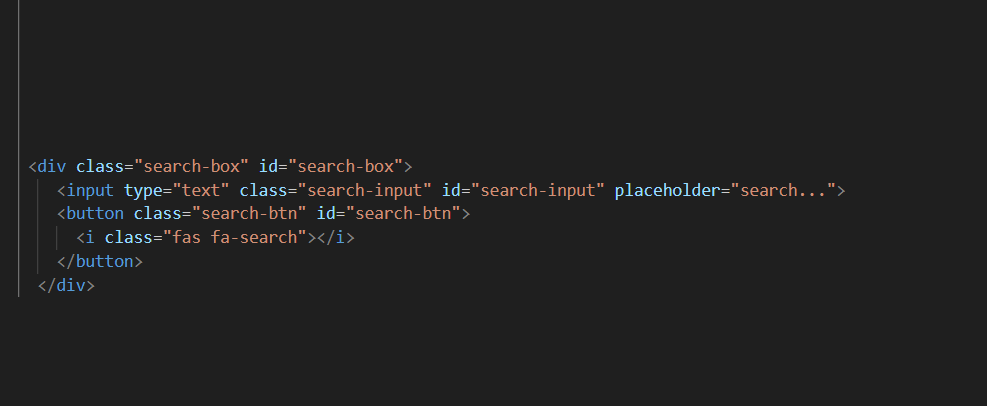 <div class="search-box" id="search-box">
<input type="text" class="search-input" id="search-input" placeholder="search...">
<button class="search-btn" id="search-btn">
<i class="fas fa-search"></i>
</button>
</div>